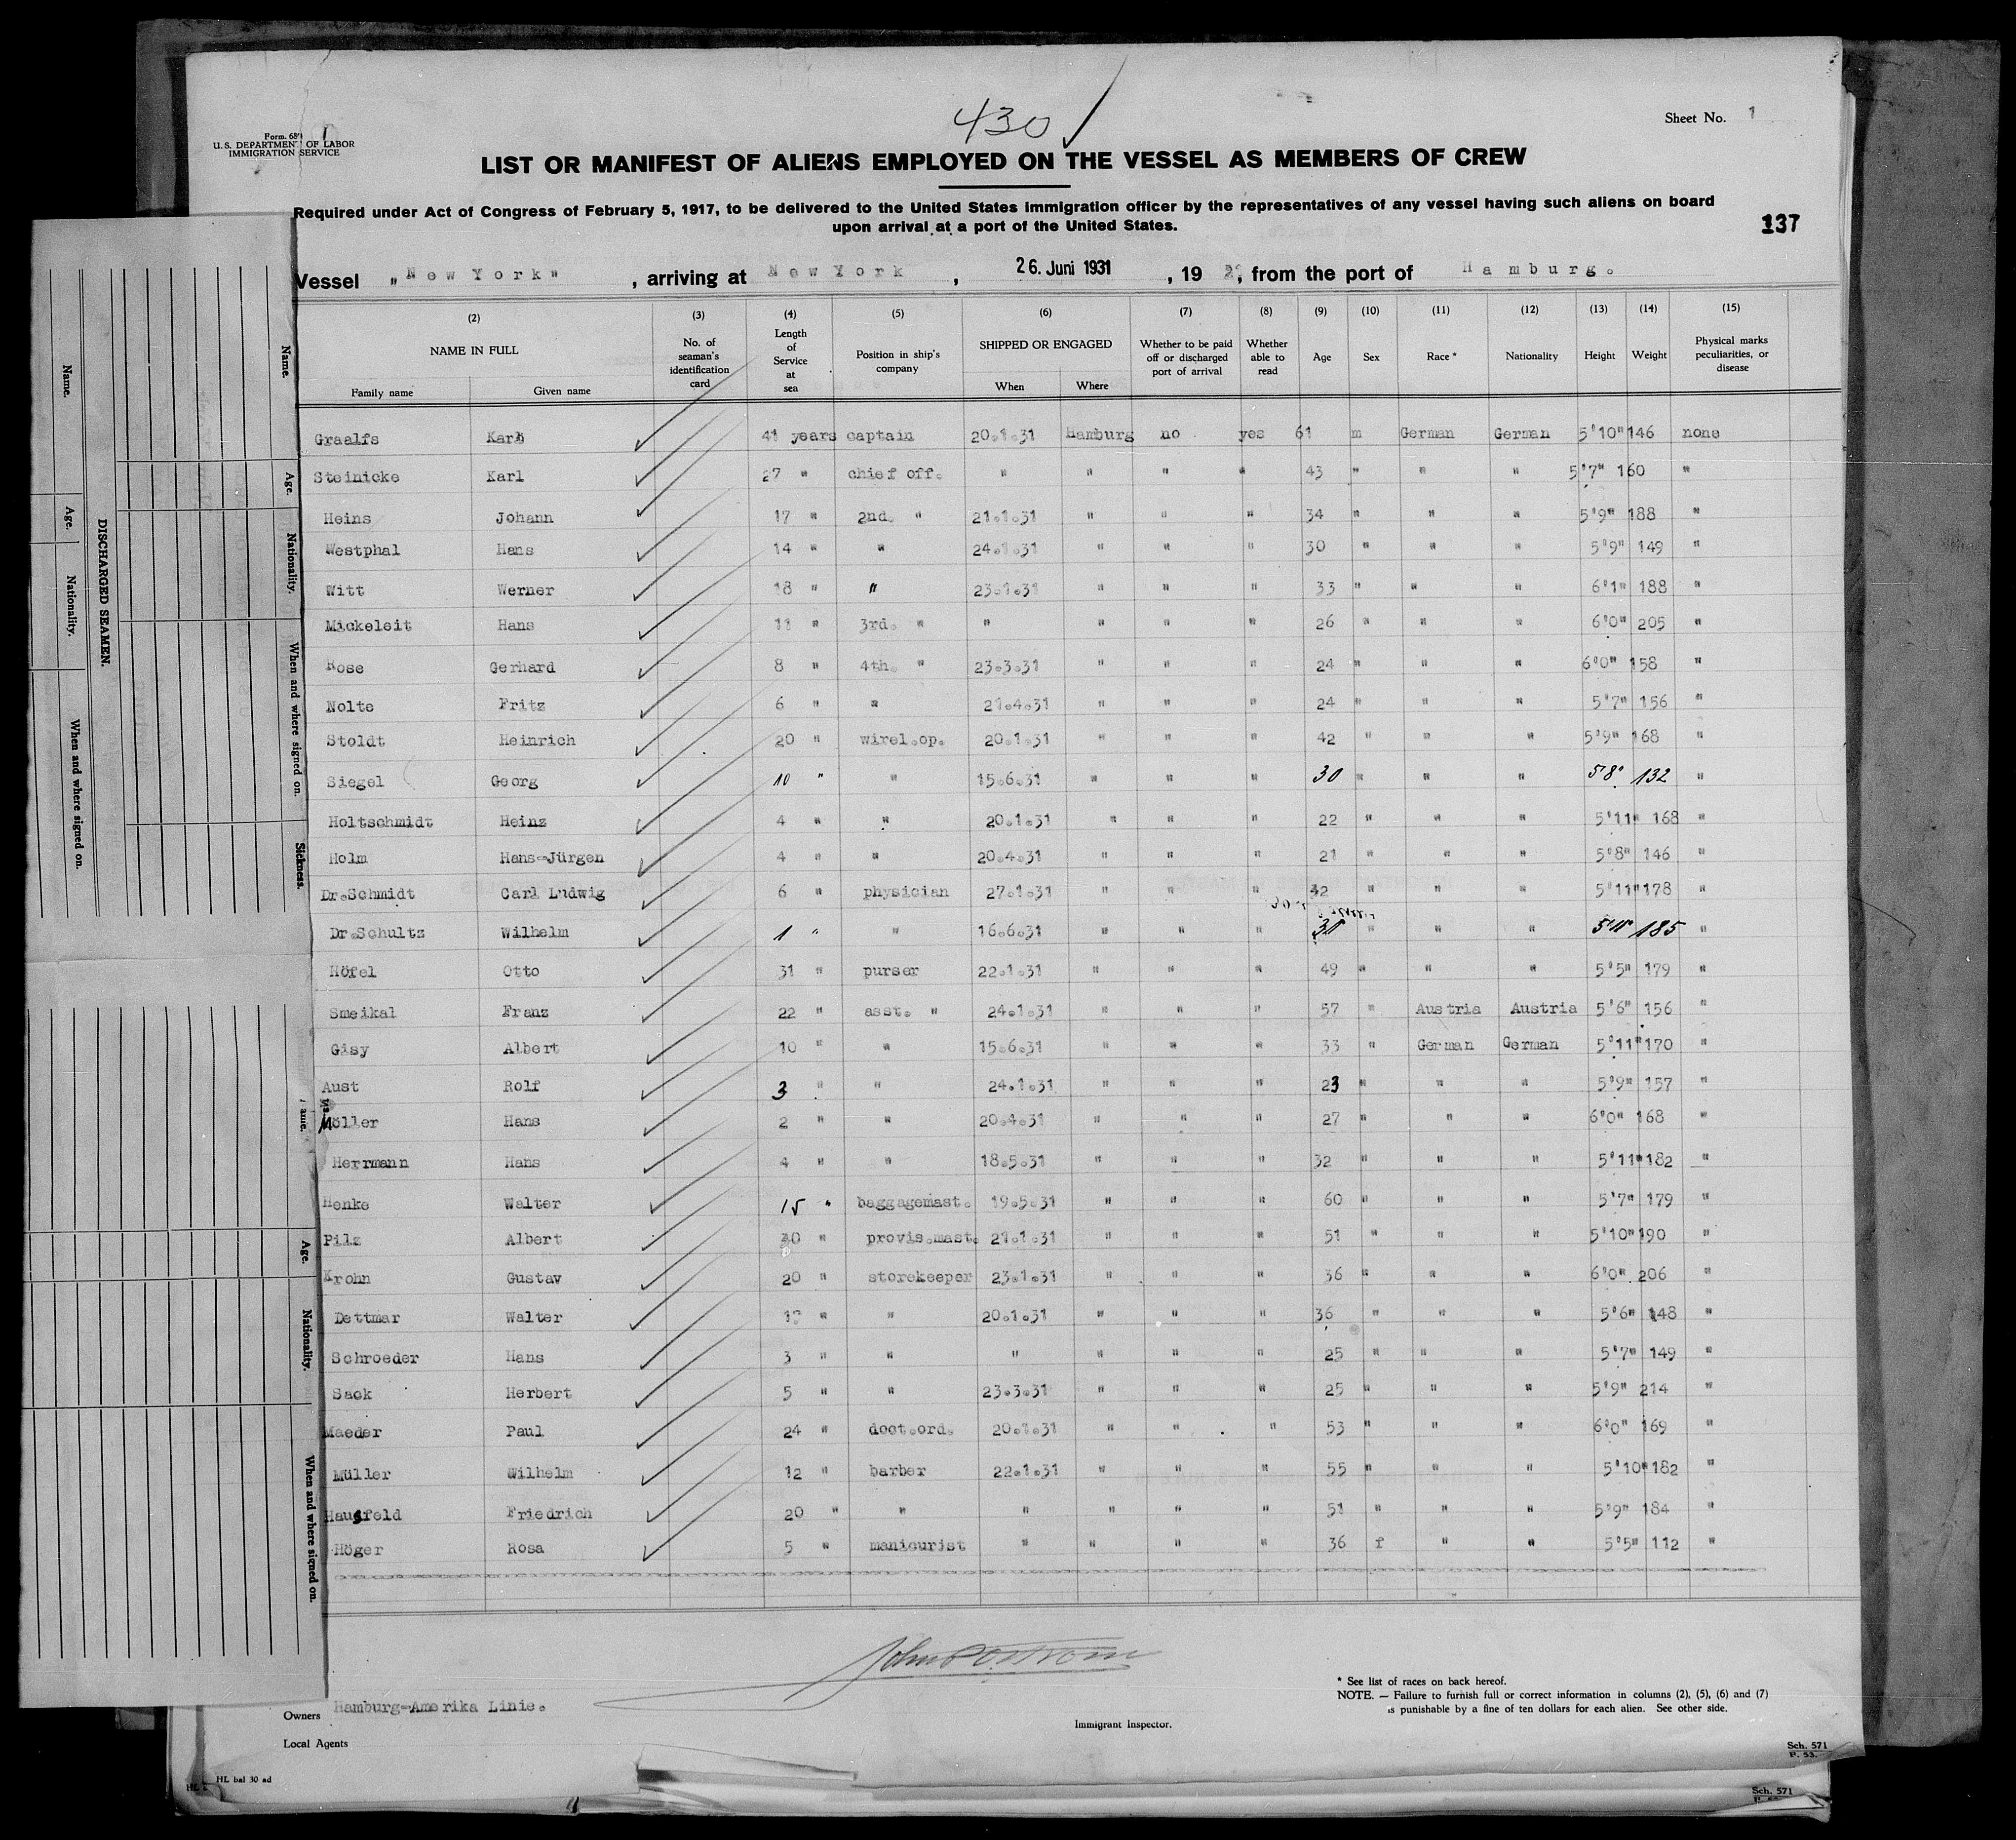 430
Sheet No. 1
Form. 689
U. S. DEPARTMENT OF LABOR
IMMIGRATION SERVICE
LIST OR MANIFEST OF ALIENS EMPLOYED ON THE VESSEL AS MEMBERS OF CREW
Required under Act of Congress of February 5, 1917, to be delivered to the United States immigration officer by the representatives of any vessel having such aliens on board
upon arrival at a port of the United States.
137
Vessel „New York" , arriving at New York , 26. Juni 1931 , 19 , from the port of Hamburg.
(2) (3) (4) (5) (6) (7) (8) (9) (10) (11) (12) (13) (14) (15)
NAME IN FULL No. of seaman's identification card Length of Service at sea Position in ship's company SHIPPED OR ENGAGED Whether to be paid off or discharged port of arrival Whether able to read Age Sex Race * Nationality Height Weight Physical marks peculiarities, or disease
Family name Given name When Where
Graalfs Karl 41 years captain 20.1.31 Hamburg no yes 61 m German German 5'10" 146 none
Steinicke Karl 27 " chief off. " " " " 43 " " " 5'7" 160 "
Heins Johann 17 " 2nd. " 21.1.31 " " " 34 " " " 5'9" 188 "
Westphal Hans 14 " " 24.1.31 " " " 30 " " " 5'9" 149 "
Witt Werner 18 " " 23.1.31 " " " 33 " " " 6'1" 188 "
Mickeleit Hans 11 " 3rd. " " " " " 26 " " " 6'0" 205 "
Rose Gerhard 8 " 4th. " 23.3.31 " " " 24 " " " 6'0" 158 "
Nolte Fritz 6 " " 21.4.31 " " " 24 " " " 5'7" 156 "
Stoldt Heinrich 20 " wirel.op. 20.1.31 " " " 42 " " " 5'9" 168 "
Siegel Georg 10 " " 15.6.31 " " " 30 " " " 5'8" 132 "
Holtschmidt Heinz 4 " " 20.1.31 " " " 22 " " " 5'11" 168 "
Holm Hans-Jürgen 4 " " 20.4.31 " " " 21 " " " 5'8" 146 "
Dr.Schmidt Carl Ludwig 6 " physician 27.1.31 " " " 42 " " " 5'11" 178 "
Dr.Schultz Wilhelm 1 " " 16.6.31 " " " " " " 185 "
Höfel Otto 31 " purser 22.1.31 " " " 49 " " " 5'5" 179 "
Smeikal Franz 22 " asst. " 24.1.31 " " " 57 " Austria Austria 5'6" 156 "
Gisy Albert 10 " " 15.6.31 " " " 33 " German German 5'11" 170 "
Aust Rolf 3 " " 24.1.31 " " " 23 " " " 5'9" 157 "
Möller Hans 2 " " 20.4.31 " " " 27 " " " 6'0" 168 "
Herrmann Hans 4 " " 18.5.31 " " " 32 " " " 5'11" 182 "
Henke Walter 15 " baggagemast. 19.5.31 " " " 60 " " " 5'7" 179 "
Pilz Albert 30 " provis.mast. 21.1.31 " " " 51 " " " 5'10" 190 "
Krohn Gustav 20 " storekeeper 23.1.31 " " " 36 " " " 6'0" 206 "
Dettmar Walter " " 20.1.31 " " " 36 " " " 5'6" 148 "
Schroeder Hans 3 " " " " " " 25 " " " 5'7" 149 "
Sack Herbert 5 " " 23.3.31 " " " 25 " " " 5'9" 214 "
Maeder Paul 24 " doct.ord. 20.1.31 " " " 53 " " " 6'0" 169 "
Müller Wilhelm 12 " barber 22.1.31 " " " 55 " " " 5'10" 182 "
Hausfeld Friedrich 20 " " " " " " 51 " " " 5'9" 184 "
Höger Rosa 5 " manicurist " " " " 36 f " " 5'5" 112 "
Name. Age. Nationality. When and where signed on.
DISCHARGED SEAMEN.
Name. Age. Nationality. When and where signed on. Sickness.
Age. Nationality. When and where signed on.
Owners Hamburg-Amerika Linie.
Local Agents
Immigrant Inspector.
* See list of races on back hereof.
NOTE. — Failure to furnish full or correct information in columns (2), (5), (6) and (7)
is punishable by a fine of ten dollars for each alien. See other side.
Sch. 571
P. 53.
HL bal 30 ad
Sch. 571